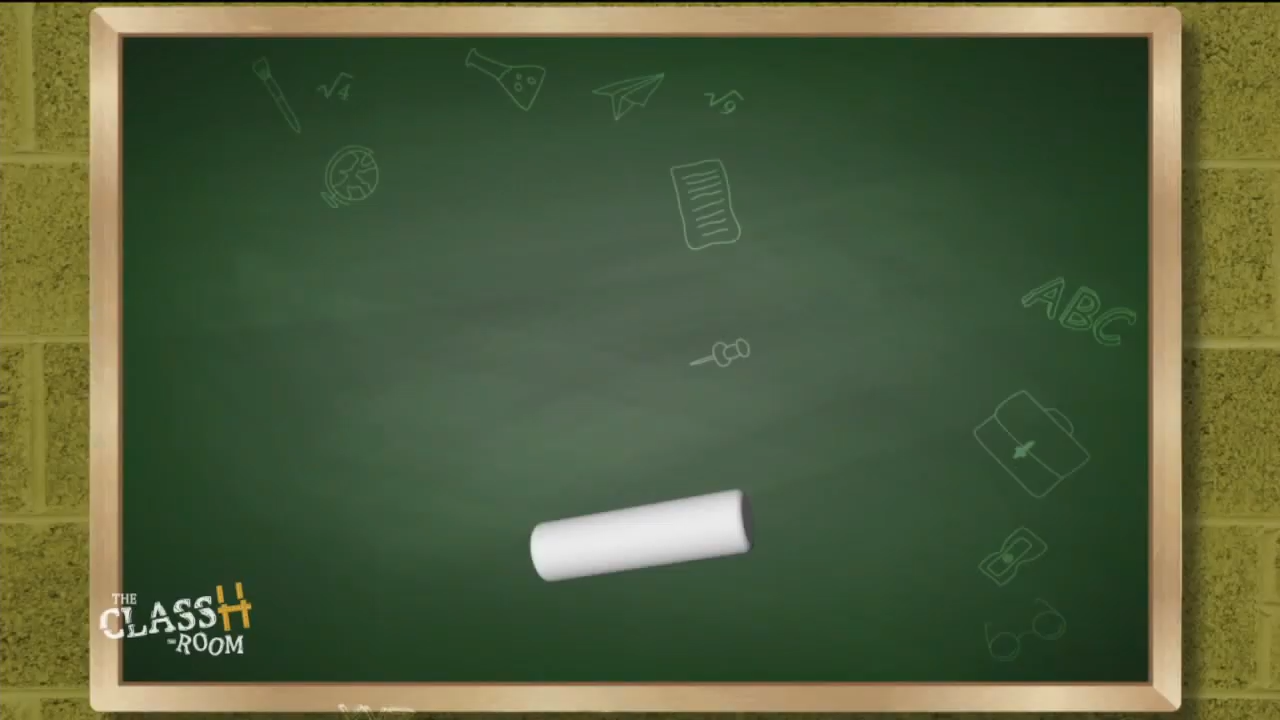 √4
√9
ABC
THE
CLASSH
-ROOM